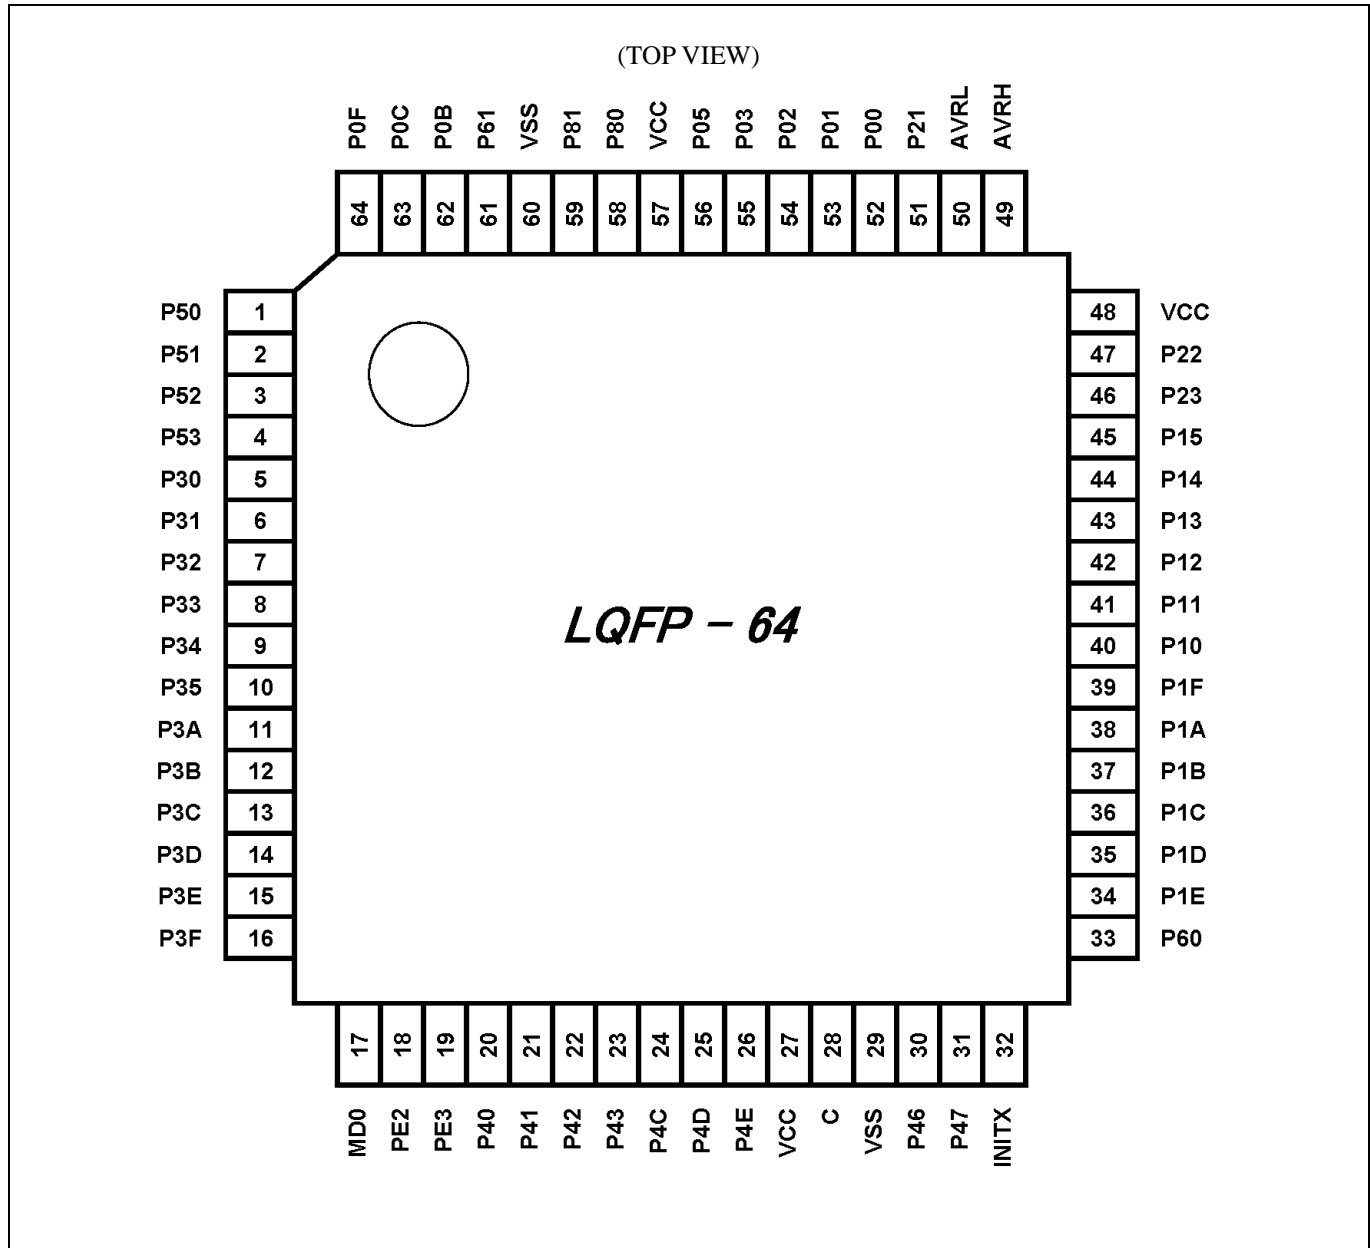 (TOP VIEW)
P0F P0C P0B P61 VSS P81 P80 VCC P05 P03 P02 P01 P00 P21 AVRL AVRH
64 63 62 61 60 59 58 57 56 55 54 53 52 51 50 49
P50 1 48 VCC
P51 2 47 P22
P52 3 46 P23
P53 4 45 P15
P30 5 44 P14
P31 6 43 P13
P32 7 42 P12
P33 8 41 P11
LQFP - 64
P34 9 40 P10
P35 10 39 P1F
P3A 11 38 P1A
P3B 12 37 P1B
P3C 13 36 P1C
P3D 14 35 P1D
P3E 15 34 P1E
P3F 16 33 P60
17 18 19 20 21 22 23 24 25 26 27 28 29 30 31 32
MD0 PE2 PE3 P40 P41 P42 P43 P4C P4D P4E VCC C VSS P46 P47 INITX